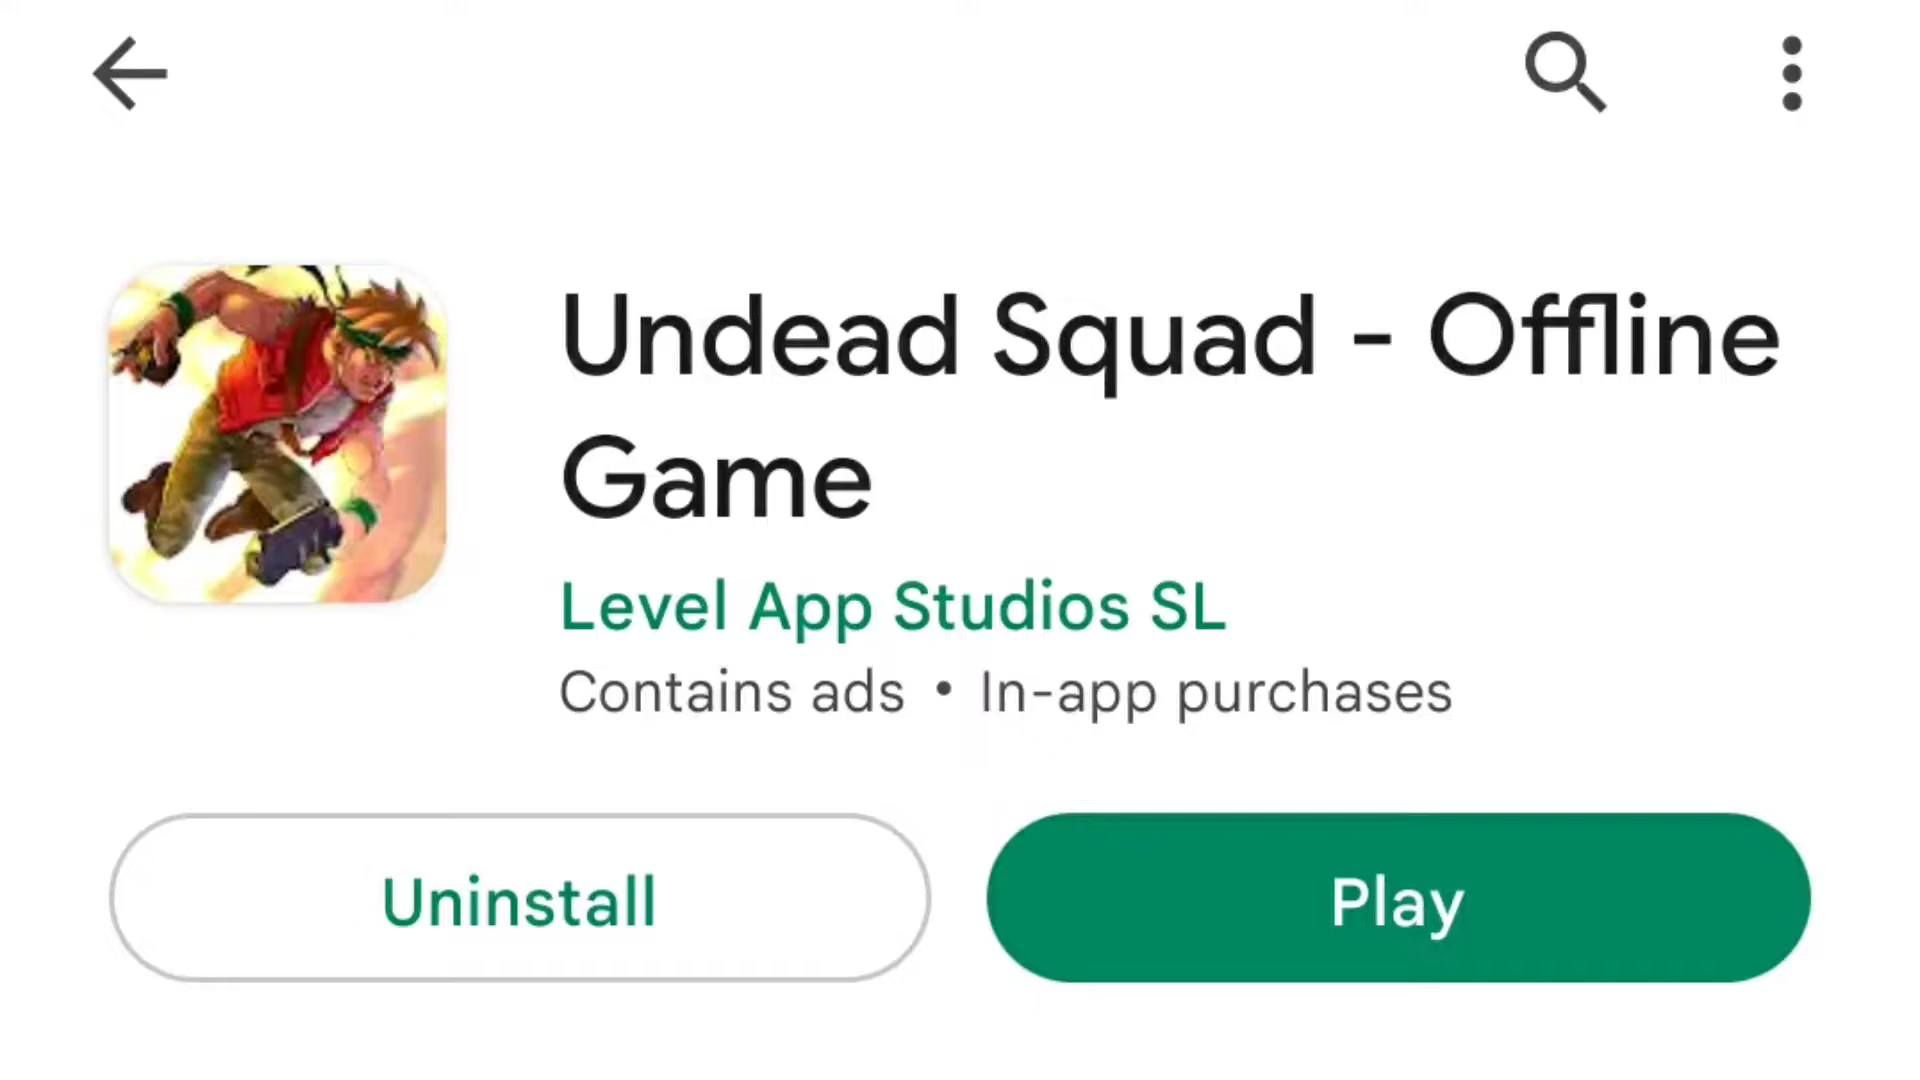 Undead Squad - Offline
Game
Level App Studios SL
Contains ads • In-app purchases
Uninstall
Play